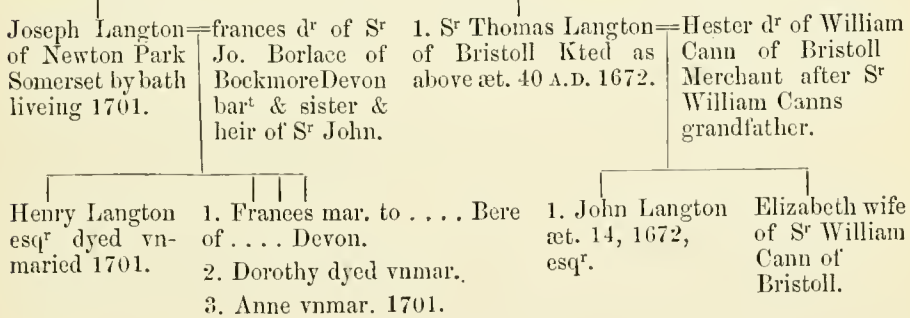 Joseph Langton
of Newton Park
Somerset by bath
liveing 1701.
frances dʳ of Sʳ
Jo. Borlace of
Bockmore Devon
barᵗ & sister &
heir of Sʳ John.
1. Sʳ Thomas Langton
of Bristoll Kted as
above æt. 40 A.D. 1672.
Hester dʳ of William
Cann of Bristoll
Merchant after Sʳ
William Canns
grandfather.
Henry Langton
esqʳ dyed vn-
maried 1701.
1. Frances mar. to .... Bere
of .... Devon.
2. Dorothy dyed vnmar.
3. Anne vnmar. 1701.
1. John Langton
æt. 14, 1672,
esqʳ.
Elizabeth wife
of Sʳ William
Cann of
Bristoll.